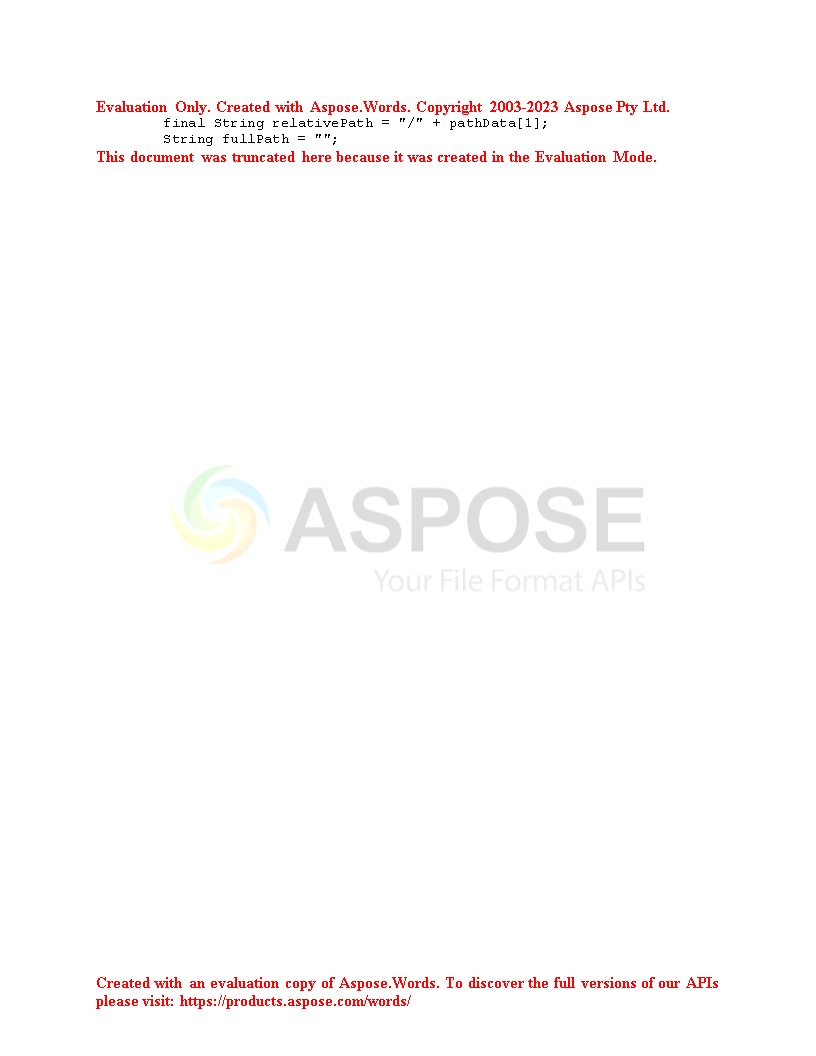 Evaluation Only. Created with Aspose.Words. Copyright 2003-2023 Aspose Pty Ltd.
final String relativePath = "/" + pathData[1];
String fullPath = "";
This document was truncated here because it was created in the Evaluation Mode.
ASPOSE
Your File Format APIs
Created with an evaluation copy of Aspose.Words. To discover the full versions of our APIs
please visit: https://products.aspose.com/words/